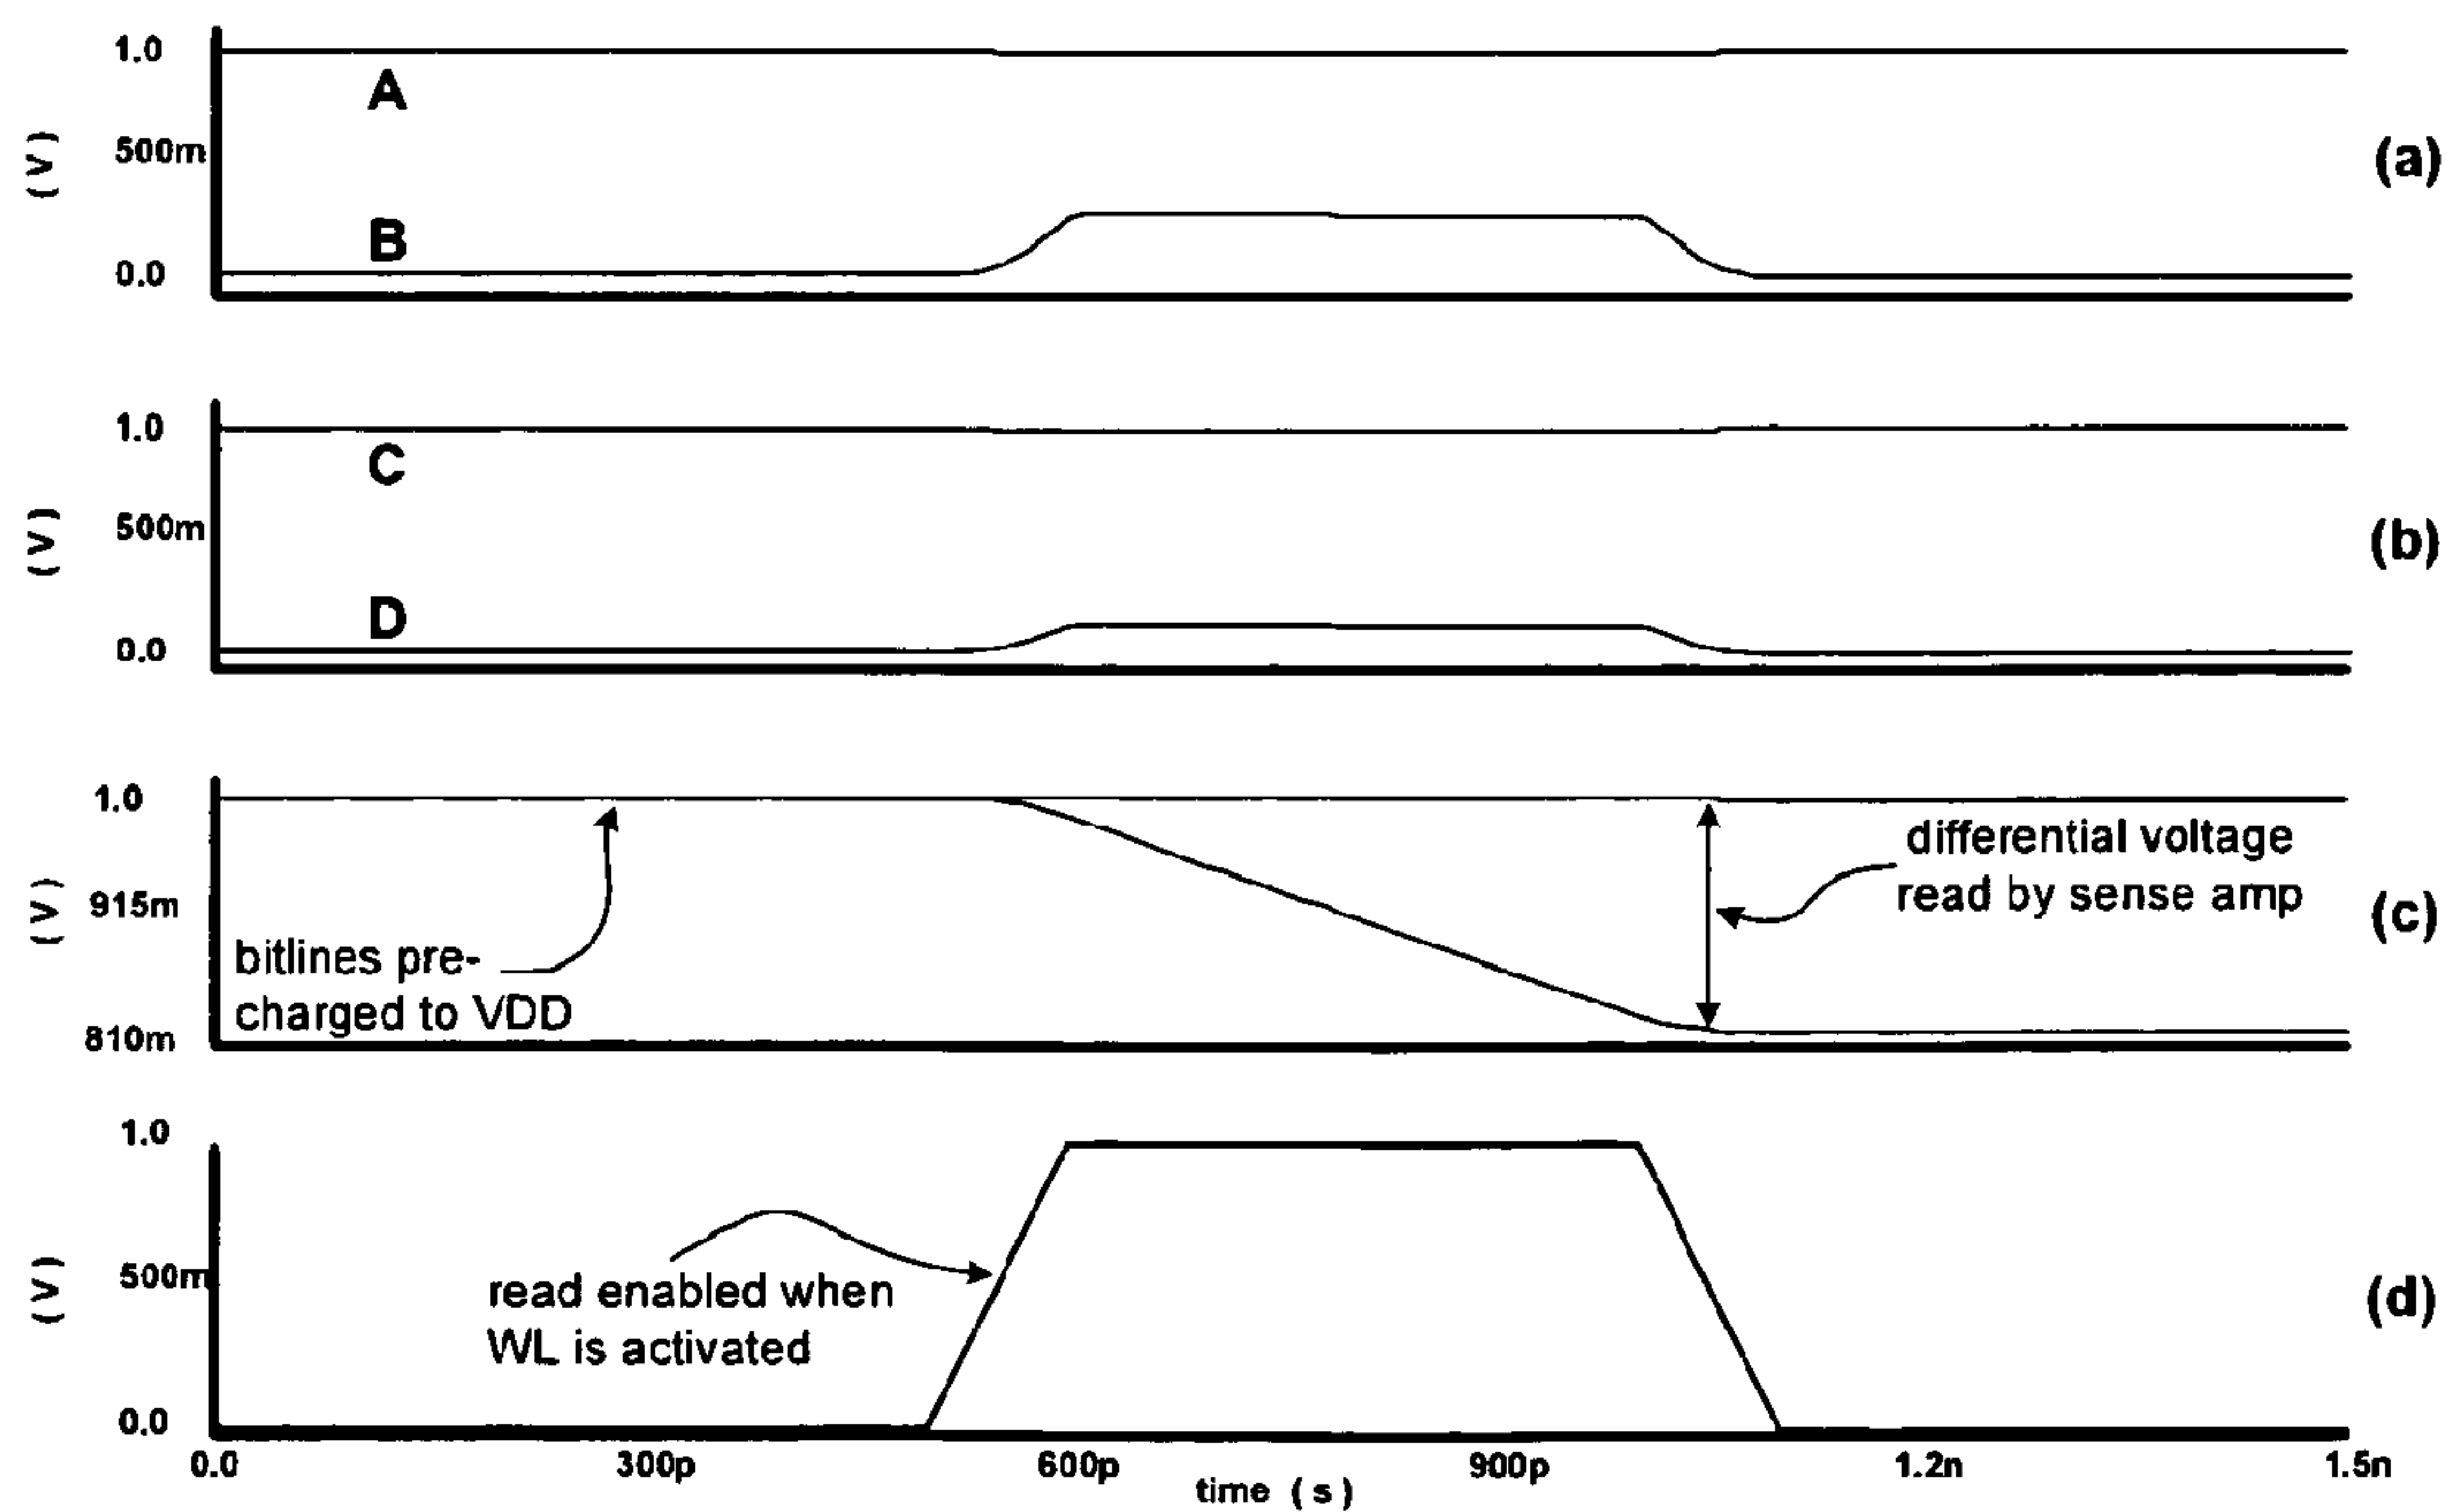 1.0
A
(V)
500m
(a)
B
0.0
1.0
C
(V)
500m
(b)
D
0.0
1.0
differential voltage
read by sense amp
(V)
915m
(c)
bitlines pre-
charged to VDD
810m
1.0
(V)
500m
read enabled when
WL is activated
(d)
0.0
0.0
300p
600p
900p
1.2n
1.5n
time (s)